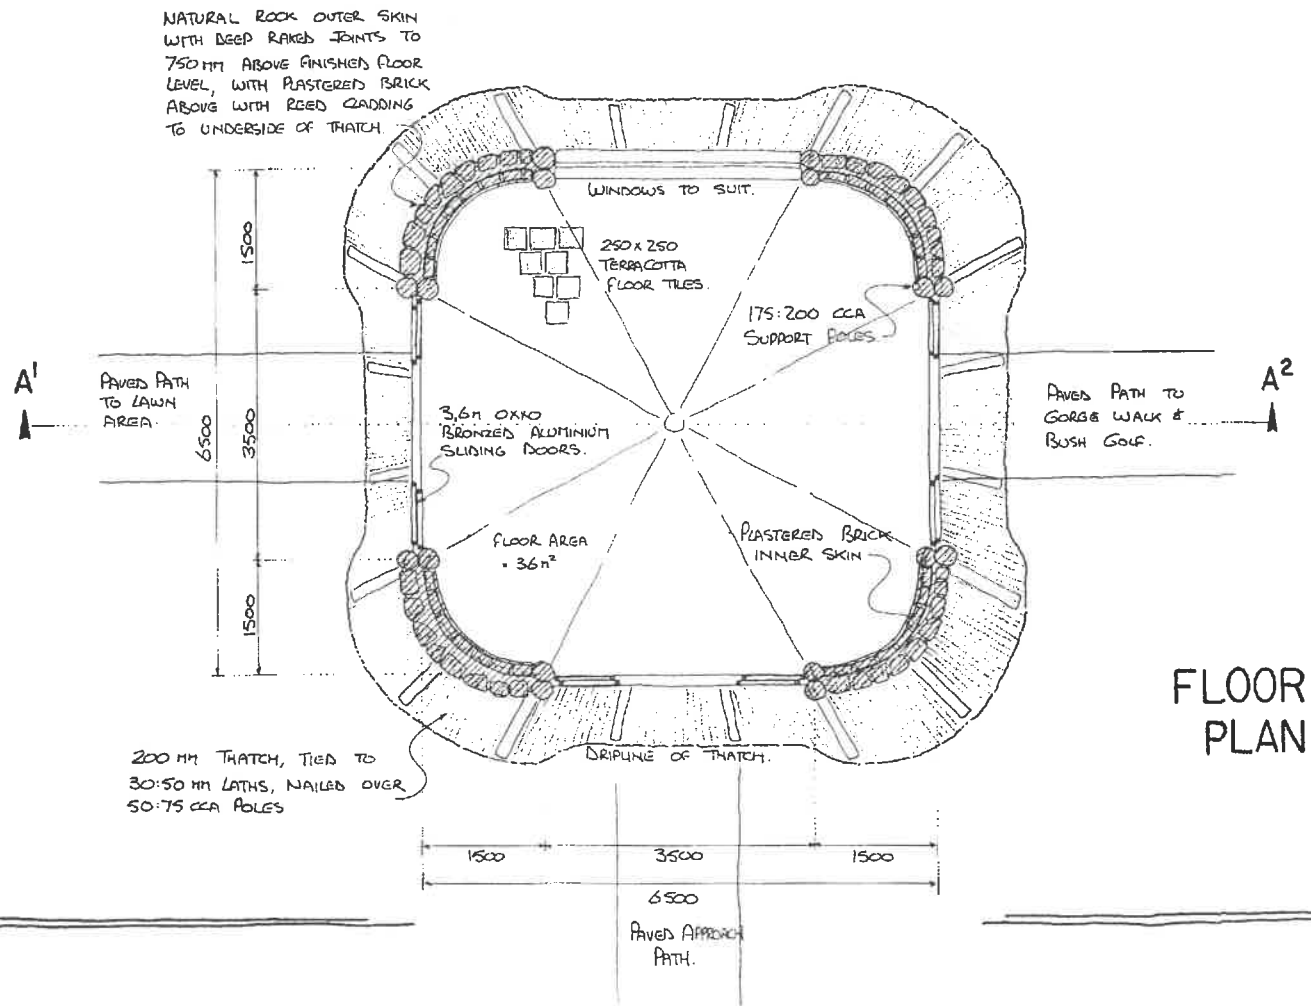 NATURAL ROCK OUTER SKIN
WITH DEEP RAKED JOINTS TO
750 mm ABOVE FINISHED FLOOR
LEVEL, WITH PLASTERED BRICK
ABOVE WITH REED CLADDING
TO UNDERSIDE OF THATCH.
WINDOWS TO SUIT.
250 x 250
TERRACOTTA
FLOOR TILES.
175:200 CCA
SUPPORT POLES.
1500
3500
6500
1500
A1
PAVED PATH
TO LAWN
AREA.
3,6m OXXO
BRONZED ALUMINIUM
SLIDING DOORS.
PAVED PATH TO
GORGE WALK &
BUSH GOLF.
A2
FLOOR AREA
= 36m²
PLASTERED BRICK
INNER SKIN
FLOOR
PLAN
200 mm THATCH, TIED TO
30:50 mm LATHS, NAILED OVER
50:75 CCA POLES
DRIPLINE OF THATCH.
1500 3500 1500
6500
PAVED APPROACH
PATH.